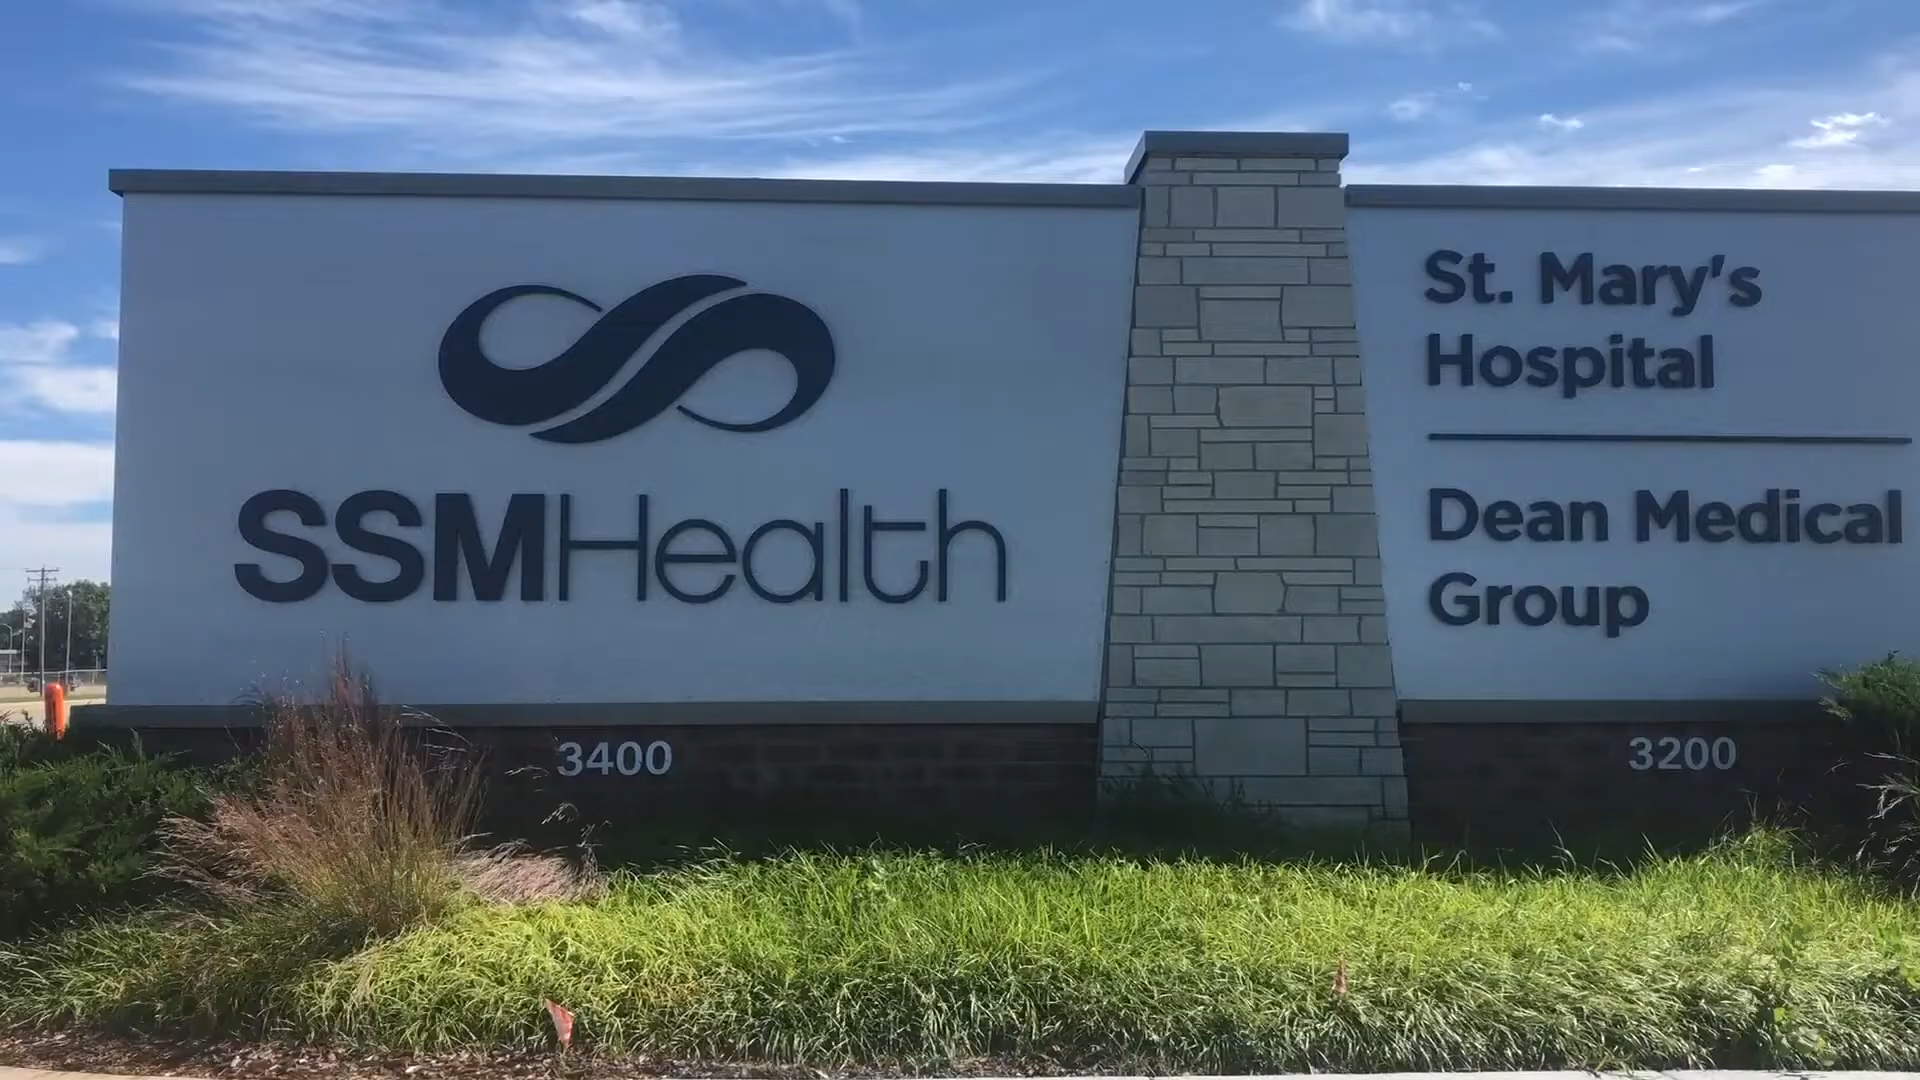 SSMHealth
3400
St. Mary's
Hospital
Dean Medical
Group
3200